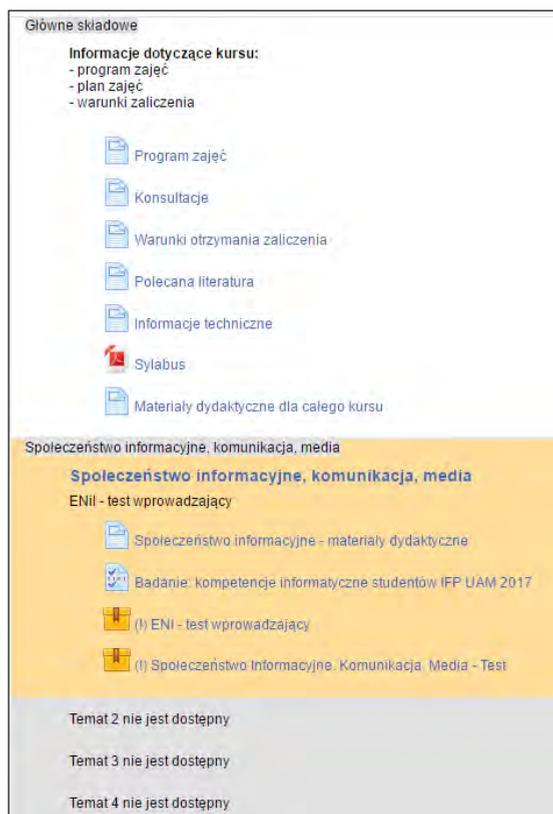 Główne składowe
Informacje dotyczące kursu:
- program zajęć
- plan zajęć
- warunki zaliczenia
Program zajęć
Konsultacje
Warunki otrzymania zaliczenia
Polecana literatura
Informacje techniczne
Sylabus
Materiały dydaktyczne dla całego kursu
Społeczeństwo informacyjne, komunikacja, media
Społeczeństwo informacyjne, komunikacja, media
ENiI - test wprowadzający
Społeczeństwo informacyjne - materiały dydaktyczne
Badanie: kompetencje informatyczne studentów IFP UAM 2017
(!) ENi - test wprowadzający
(!) Społeczeństwo Informacyjne. Komunikacja. Media - Test
Temat 2 nie jest dostępny
Temat 3 nie jest dostępny
Temat 4 nie jest dostępny